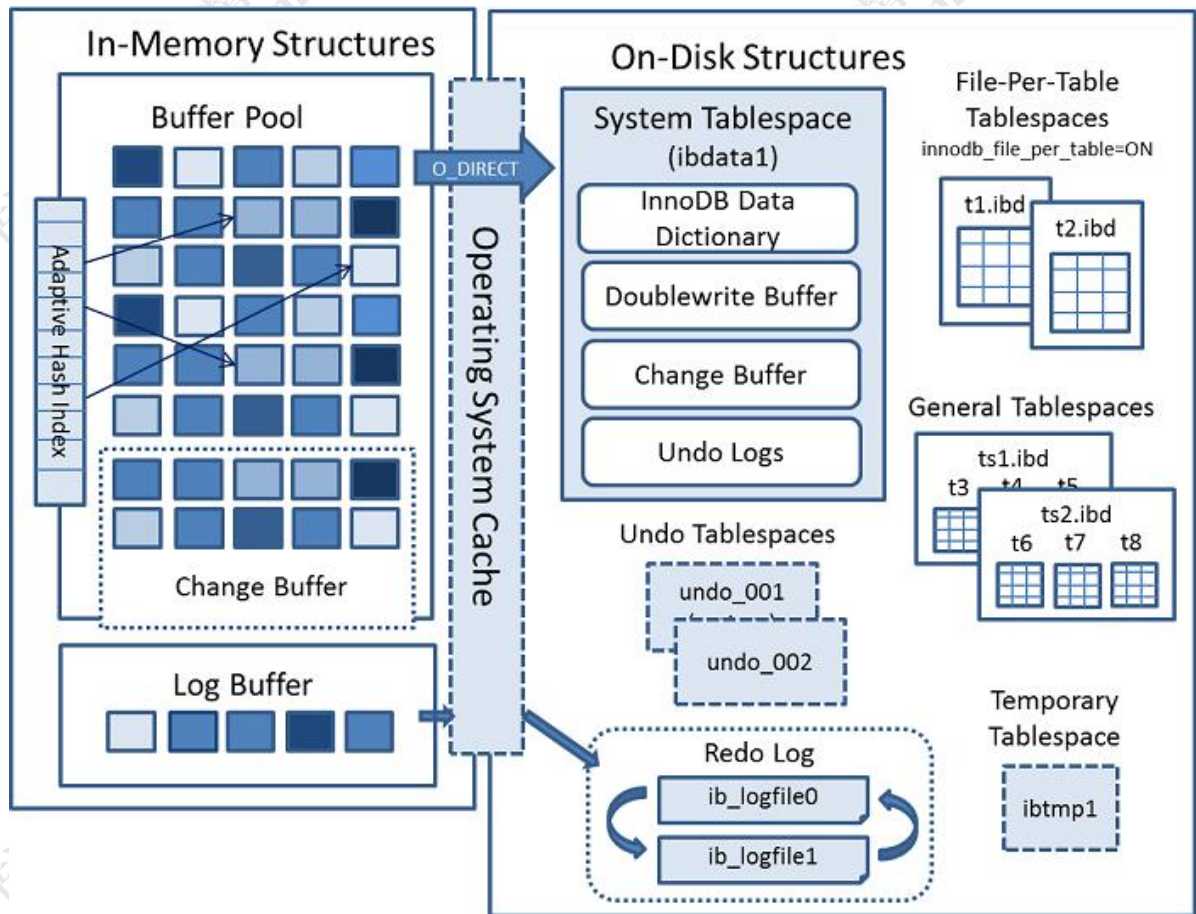 In-Memory Structures
Buffer Pool
Adaptive Hash Index
Change Buffer
Log Buffer
Operating System Cache
O_DIRECT
On-Disk Structures
System Tablespace
(ibdata1)
InnoDB Data
Dictionary
Doublewrite Buffer
Change Buffer
Undo Logs
File-Per-Table
Tablespaces
innodb_file_per_table=ON
t1.ibd
t2.ibd
General Tablespaces
ts1.ibd
t3 t4 t5
ts2.ibd
t6 t7 t8
Undo Tablespaces
undo_001
undo_002
Redo Log
ib_logfile0
ib_logfile1
Temporary
Tablespace
ibtmp1